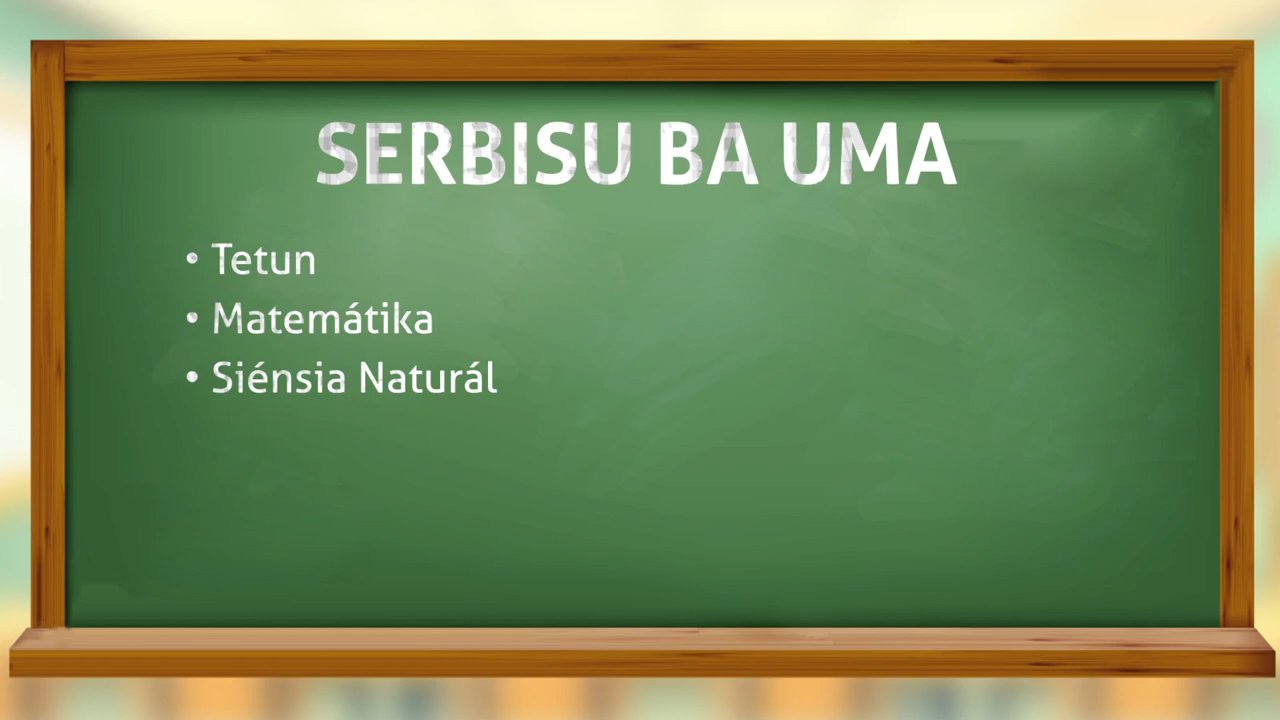 SERBISU BA UMA
• Tetun
• Matemátika
• Siénsia Naturál